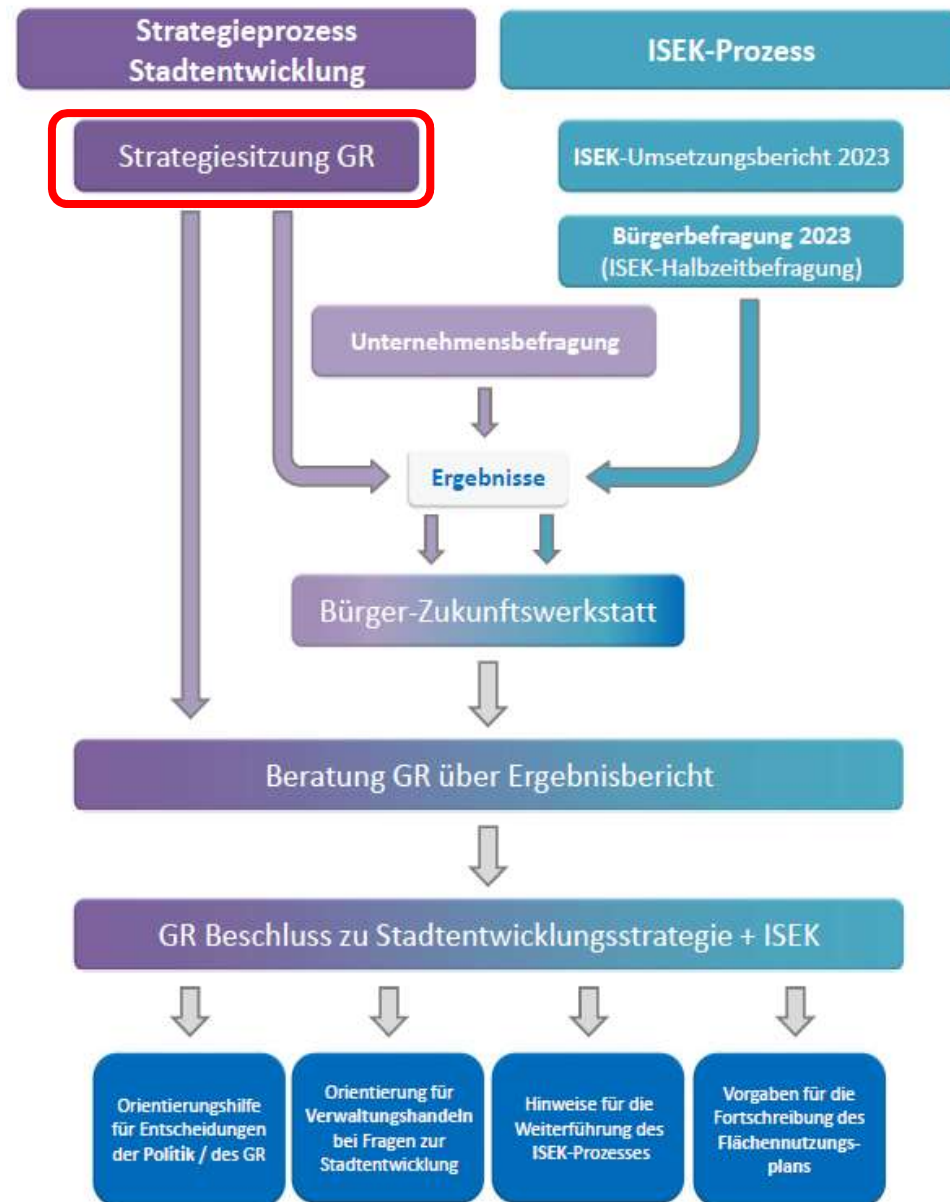 Strategieprozess
Stadtentwicklung
ISEK-Prozess
Strategiesitzung GR
ISEK-Umsetzungsbericht 2023
Bürgerbefragung 2023
(ISEK-Halbzeitbefragung)
Unternehmensbefragung
Ergebnisse
Bürger-Zukunftswerkstatt
Beratung GR über Ergebnisbericht
GR Beschluss zu Stadtentwicklungsstrategie + ISEK
Orientierungshilfe
für Entscheidungen
der Politik / des GR
Orientierung für
Verwaltungshandeln
bei Fragen zur
Stadtentwicklung
Hinweise für die
Weiterführung des
ISEK-Prozesses
Vorgaben für die
Fortschreibung des
Flächennutzungs-
plans